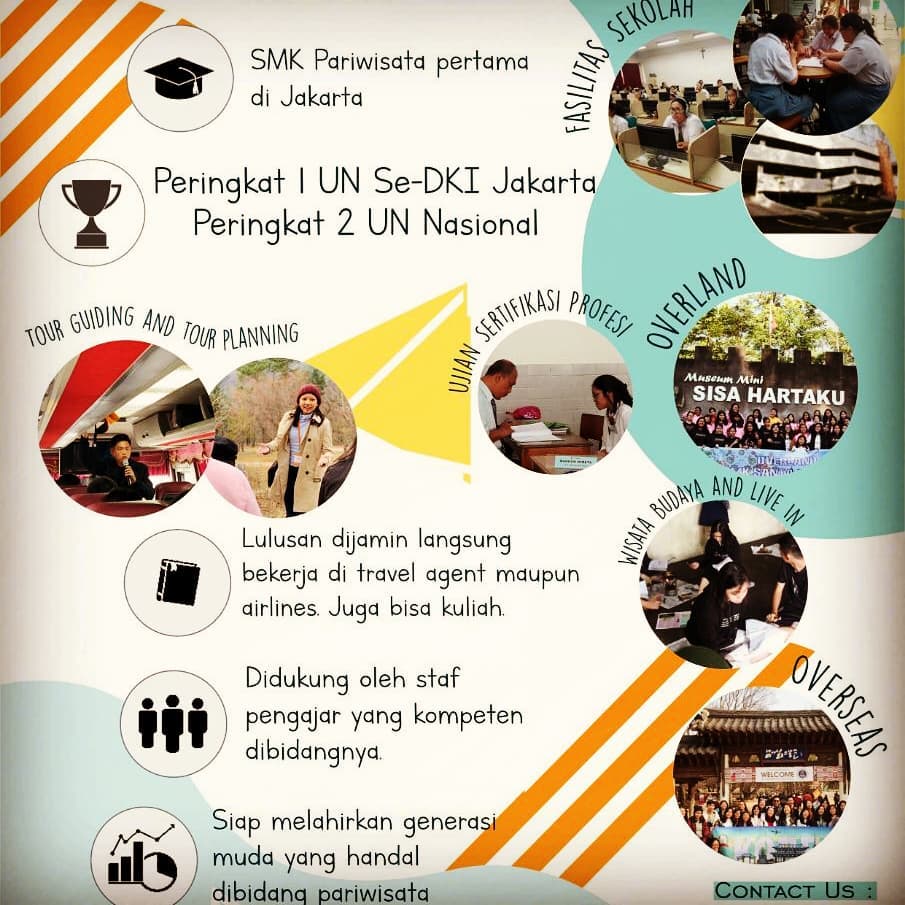 FASILITAS SEKOLAH
SMK Pariwisata pertama
di Jakarta
Peringkat 1 UN Se-DKI Jakarta
Peringkat 2 UN Nasional
TOUR GUIDING AND TOUR PLANNING
UJIAN SERTIFIKASI PROFESI
OVERLAND
Museum Mini
SISA HARTAKU
OVERLAND
WISATA BUDAYA AND LIVE IN
Lulusan dijamin langsung
bekerja di travel agent maupun
airlines. Juga bisa kuliah.
Didukung oleh staf
pengajar yang kompeten
dibidangnya.
OVERSEAS
WELCOME
Siap melahirkan generasi
muda yang handal
dibidang pariwisata
CONTACT US :